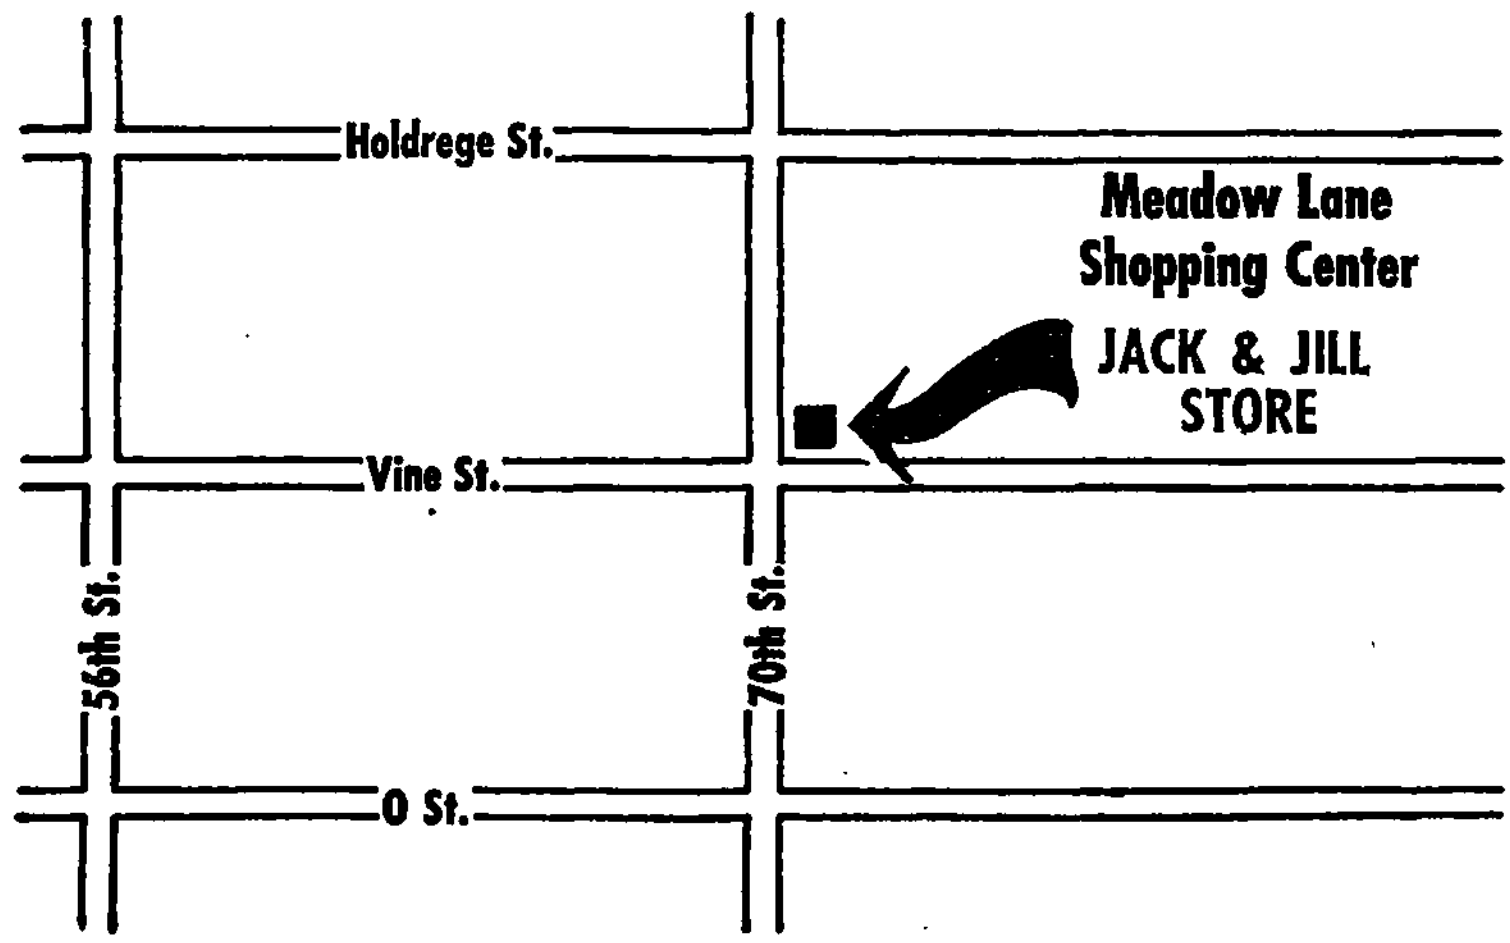 Holdrege St.
Meadow Lane
Shopping Center
JACK & JILL
STORE
Vine St.
56th St.
70th St.
O St.